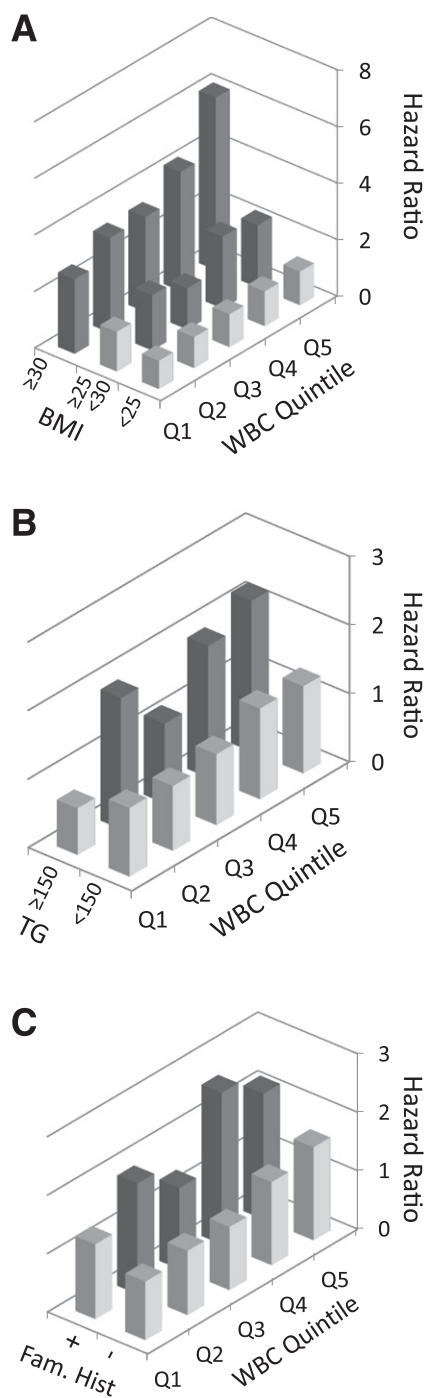 A
8
6
4
2
0
Hazard Ratio
≥30
≥25
<30
<25
BMI
Q1
Q2
Q3
Q4
Q5
WBC Quintile
B
3
2
1
0
Hazard Ratio
≥150
<150
TG
Q1
Q2
Q3
Q4
Q5
WBC Quintile
C
3
2
1
0
Hazard Ratio
+
-
Fam. Hist
Q1
Q2
Q3
Q4
Q5
WBC Quintile